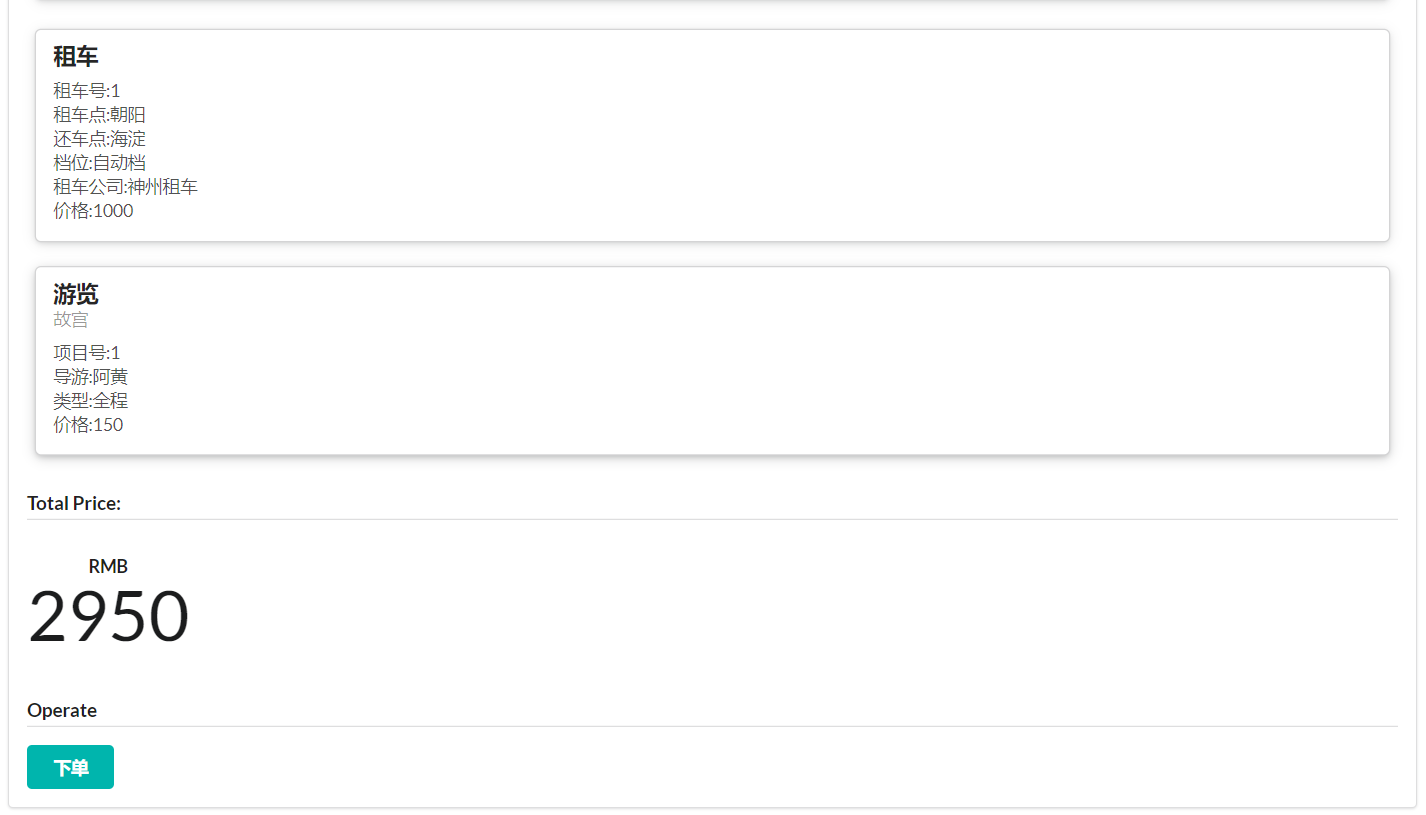 租车
租车号:1
租车点:朝阳
还车点:海淀
档位:自动档
租车公司:神州租车
价格:1000
游览
故宫
项目号:1
导游:阿黄
类型:全程
价格:150
Total Price:
RMB
2950
Operate
下单